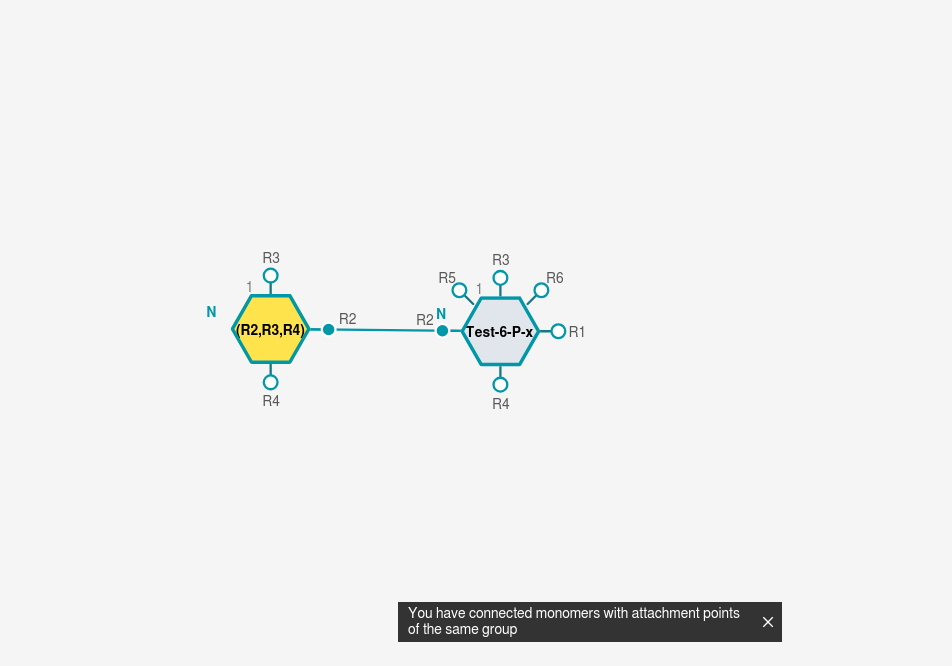 R3
R3
R5
1
R6
1
N
(R2,R3,R4)
R2
R2
N
Test-6-P-x
R1
R4
R4
You have connected monomers with attachment points
of the same group